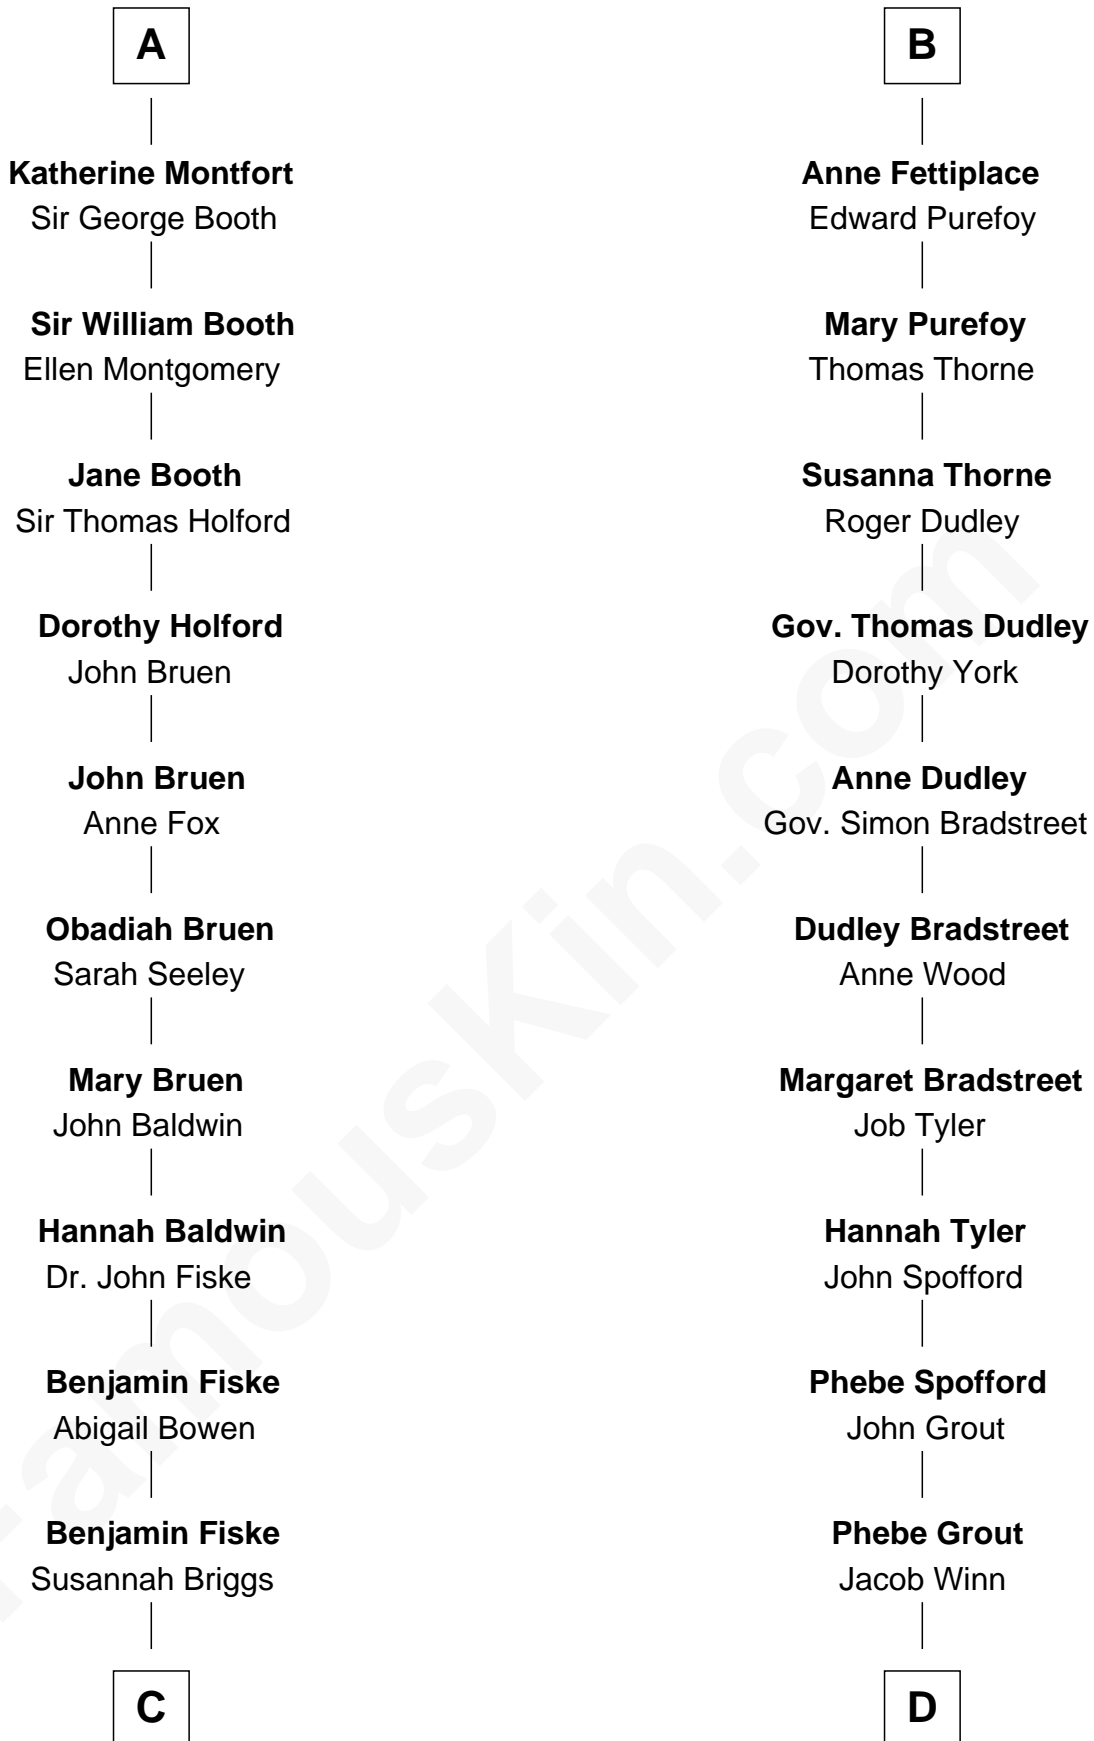 A
Katherine Montfort
Sir George Booth
Sir William Booth
Ellen Montgomery
Jane Booth
Sir Thomas Holford
Dorothy Holford
John Bruen
John Bruen
Anne Fox
Obadiah Bruen
Sarah Seeley
Mary Bruen
John Baldwin
Hannah Baldwin
Dr. John Fiske
Benjamin Fiske
Abigail Bowen
Benjamin Fiske
Susannah Briggs
C
B
Anne Fettiplace
Edward Purefoy
Mary Purefoy
Thomas Thorne
Susanna Thorne
Roger Dudley
Gov. Thomas Dudley
Dorothy York
Anne Dudley
Gov. Simon Bradstreet
Dudley Bradstreet
Anne Wood
Margaret Bradstreet
Job Tyler
Hannah Tyler
John Spofford
Phebe Spofford
John Grout
Phebe Grout
Jacob Winn
D
FamousKin.com